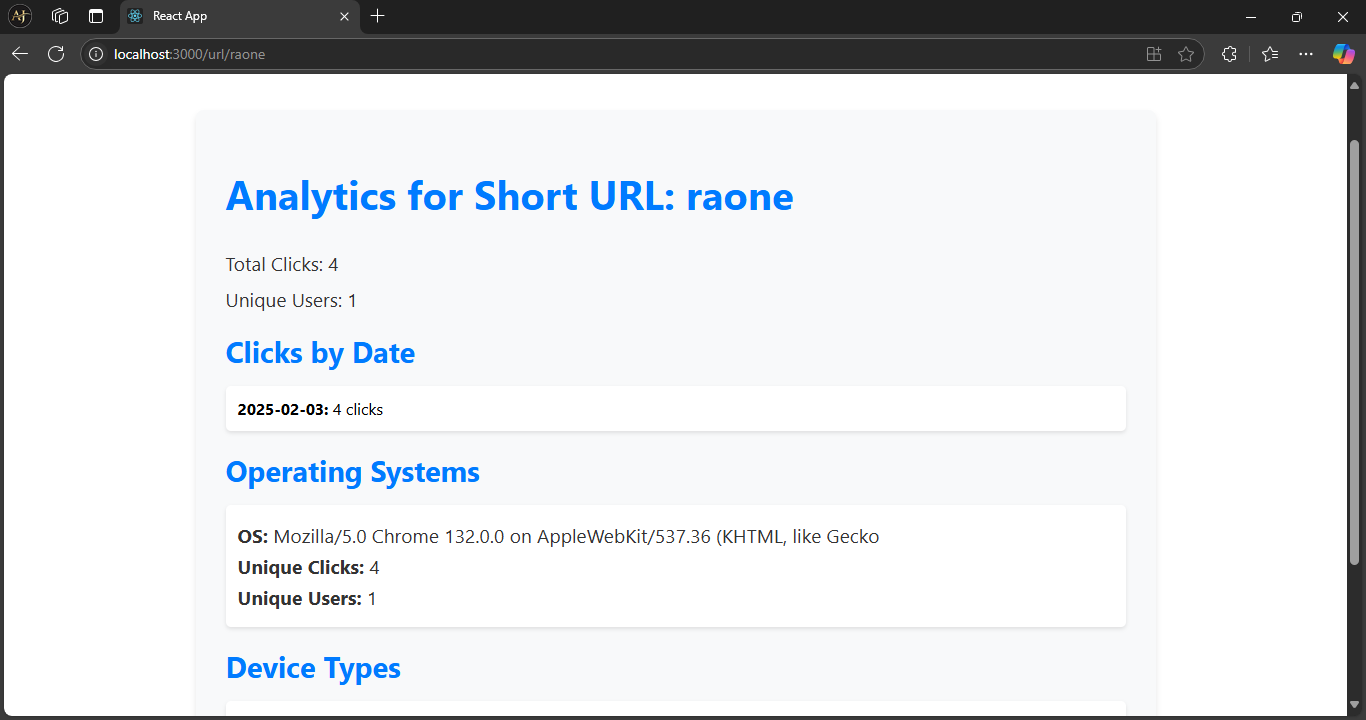 React App
localhost:3000/url/raone
Analytics for Short URL: raone
Total Clicks: 4
Unique Users: 1
Clicks by Date
2025-02-03: 4 clicks
Operating Systems
OS: Mozilla/5.0 Chrome 132.0.0 on AppleWebKit/537.36 (KHTML, like Gecko
Unique Clicks: 4
Unique Users: 1
Device Types